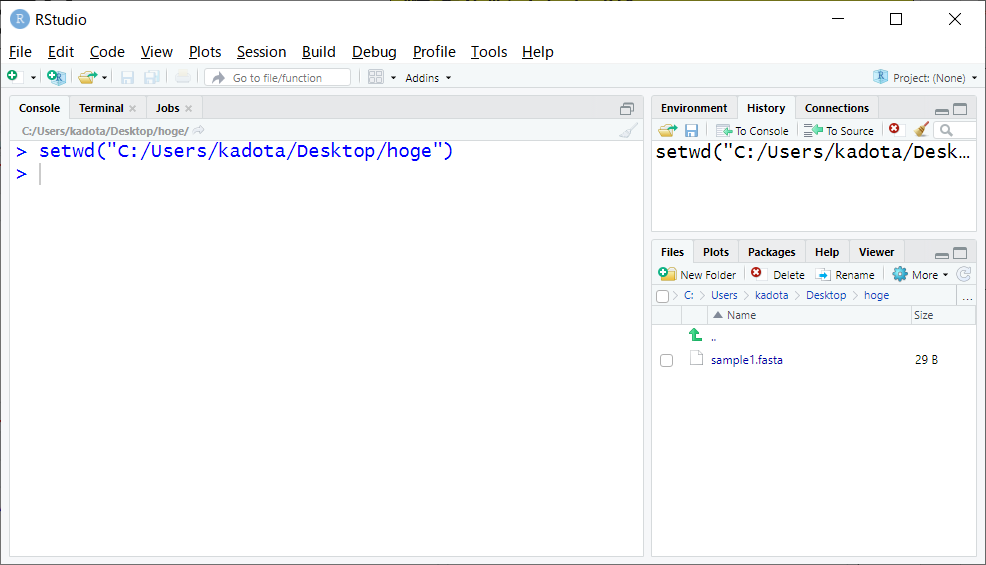 RStudio
File Edit Code View Plots Session Build Debug Profile Tools Help
Go to file/function Addins Project: (None)
Console Terminal Jobs
C:/Users/kadota/Desktop/hoge/
> setwd("C:/Users/kadota/Desktop/hoge")
>
Environment History Connections
To Console To Source
setwd("C:/Users/kadota/Desk…
Files Plots Packages Help Viewer
New Folder Delete Rename More
C: Users kadota Desktop hoge ...
Name Size
..
sample1.fasta 29 B